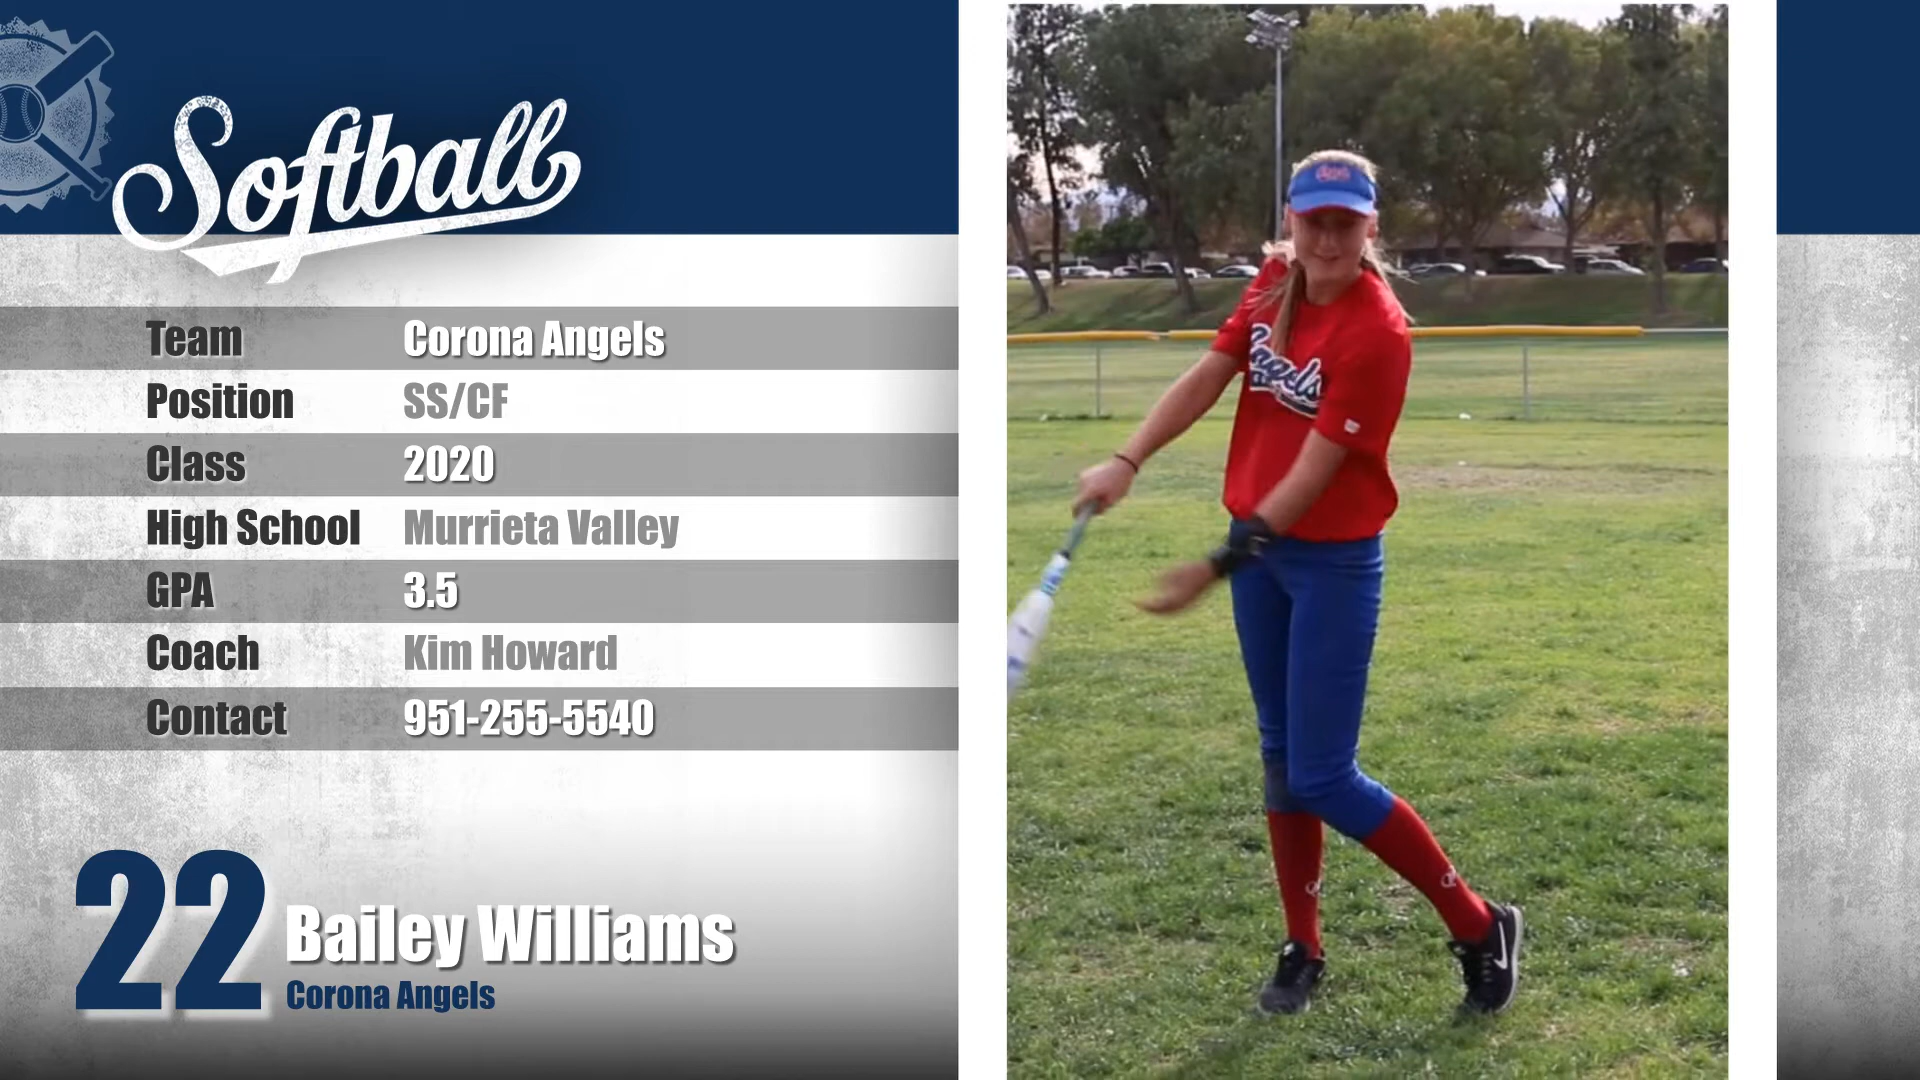 Softball
Team Corona Angels
Position SS/CF
Class 2020
High School Murrieta Valley
GPA 3.5
Coach Kim Howard
Contact 951-255-5540
22
Bailey Williams
Corona Angels
Angels